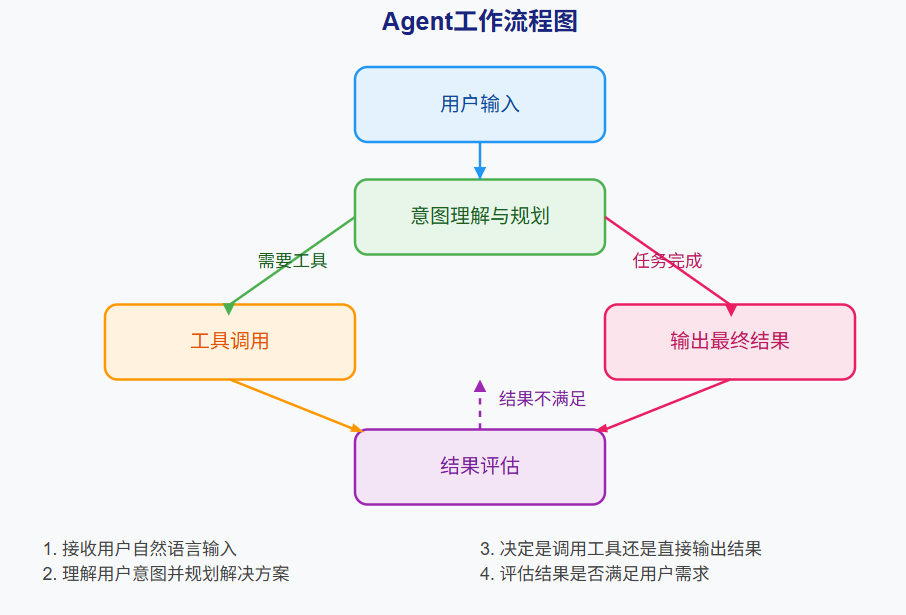 Agent工作流程图
用户输入
意图理解与规划
需要工具
任务完成
工具调用
输出最终结果
结果不满足
结果评估
1. 接收用户自然语言输入
2. 理解用户意图并规划解决方案
3. 决定是调用工具还是直接输出结果
4. 评估结果是否满足用户需求